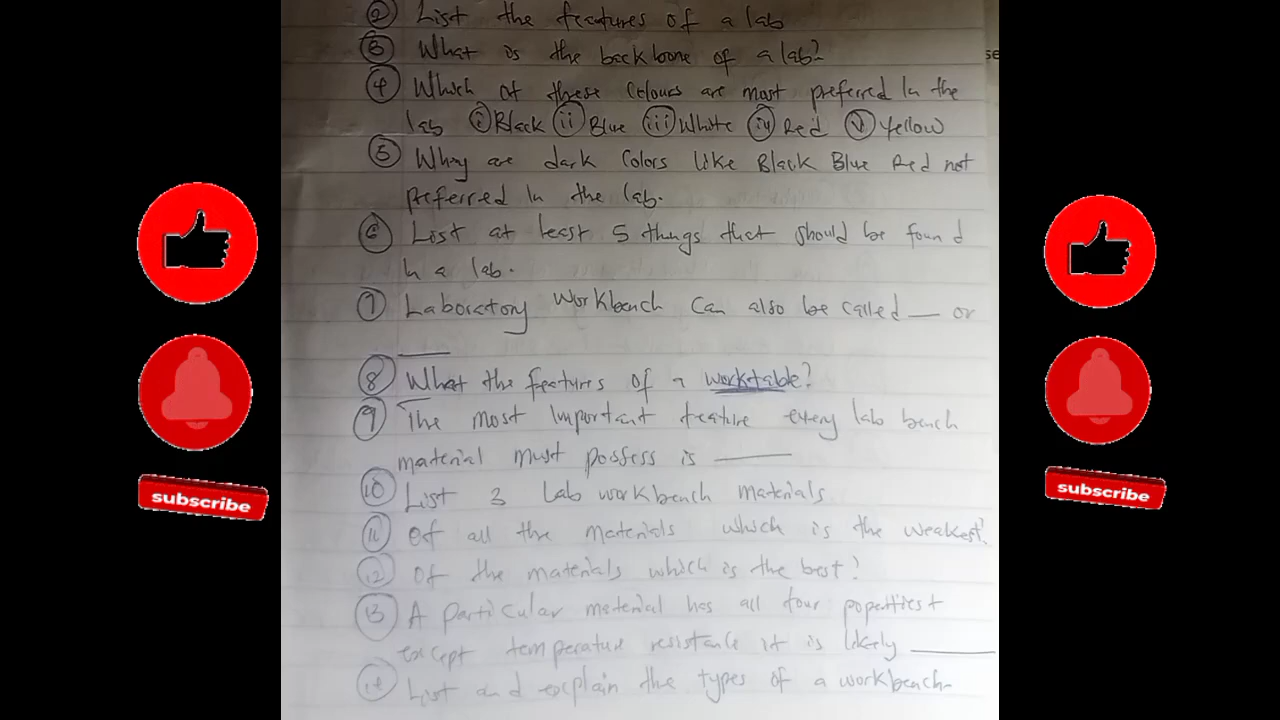 ② List the features of a lab
③ What is the backbone of a lab?
se
④ Which of these colours are most preferred In the
lab ⓘ Black ⓘⓘ Blue ⓘⓘⓘ White ⓘⓥ Red ⓥ Yellow
⑤ Why are dark Colors like Black Blue Red not
preferred In the lab.
⑥ List at least 5 things that should be found
In a lab.
⑦ Laboratory workbench Can also be called __ or
__
⑧ What the features of a worktable?
⑨ The most Important feature every lab bench
material must possess is __
⑩ List 3 Lab workbench materials
⑪ Of all the materials which is the weakest?
⑫ Of the materials which is the best?
⑬ A particular material has all four
except temperature resistance it is likely __
⑭ List and explain the types of a workbench
subscribe
subscribe